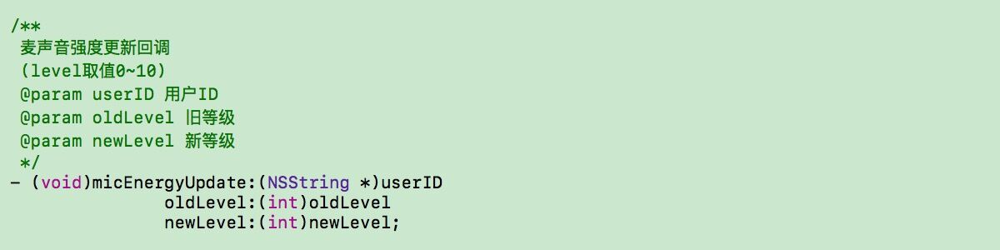 /**
 麦声音强度更新回调
 (level取值0~10)
 @param userID 用户ID
 @param oldLevel 旧等级
 @param newLevel 新等级
 */
- (void)micEnergyUpdate:(NSString *)userID
               oldLevel:(int)oldLevel
               newLevel:(int)newLevel;